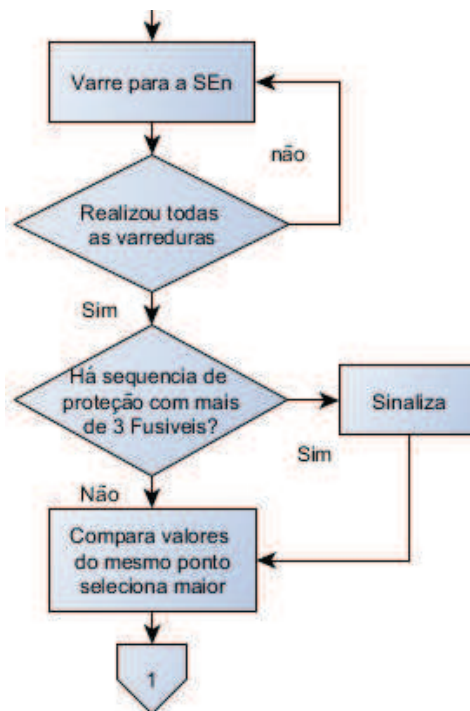 Varre para a SEn
não
Realizou todas
as varreduras
Sim
Há sequencia de
proteção com mais
de 3 Fusiveis?
Sinaliza
Sim
Não
Compara valores
do mesmo ponto
seleciona maior
1